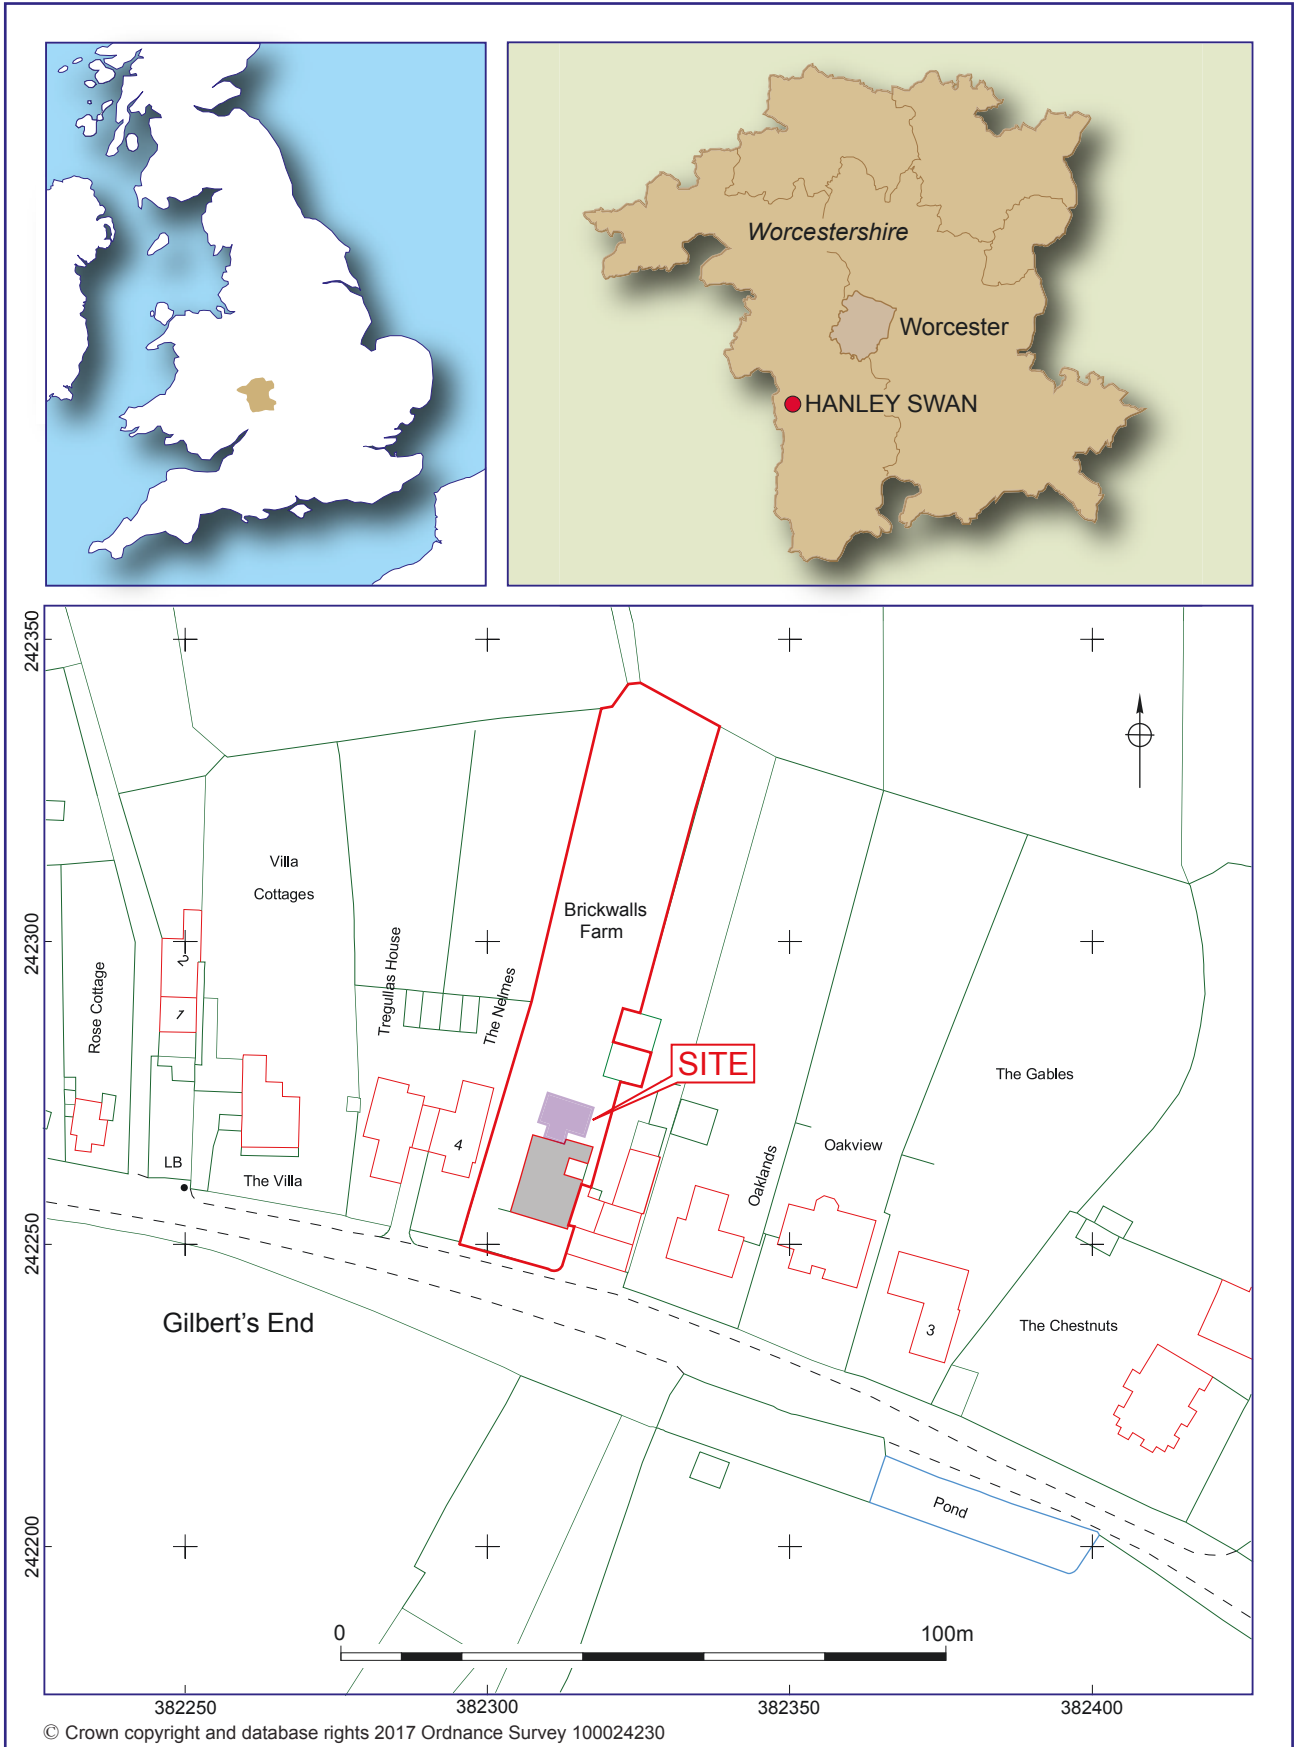 Worcestershire
Worcester
HANLEY SWAN
242350
242300
242250
242200
Villa
Cottages
Brickwalls
Farm
Tregullas House
The Nelmes
Rose Cottage
2
1
SITE
The Gables
4
Oakview
Oaklands
LB
The Villa
Gilbert's End
3
The Chestnuts
Pond
0
100m
382250
382300
382350
382400
© Crown copyright and database rights 2017 Ordnance Survey 100024230